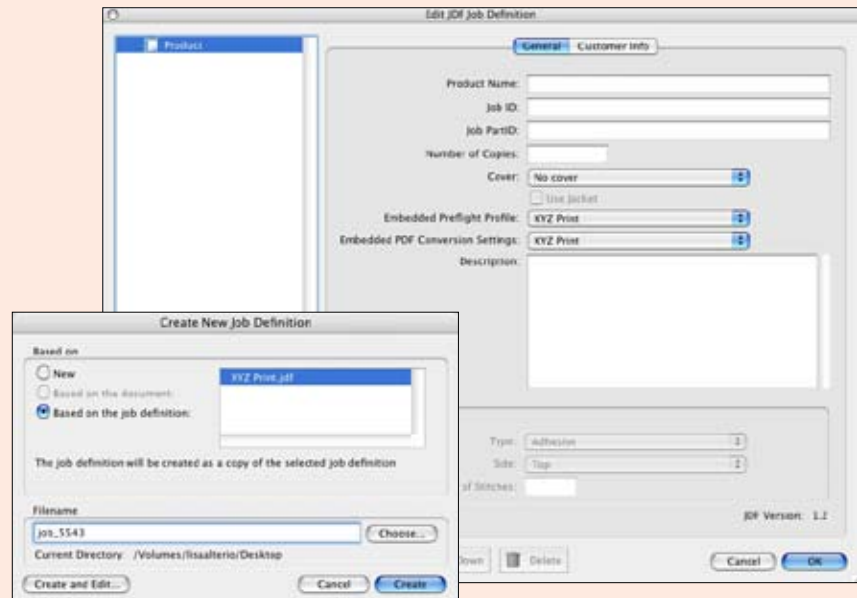 Edit JDF Job Definition
Product
General Customer Info
Product Name:
Job ID:
Job PartID:
Number of Copies:
Cover: No cover
Use Jacket
Embedded Preflight Profile: XYZ Print
Embedded PDF Conversion Settings: XYZ Print
Description:
Type: Adhesive
Side: Top
of Stitches:
JDF Version: 1.2
Down Delete
Cancel OK
Create New Job Definition
Based on
New
Based on the document:
Based on the job definition:
XYZ Print.jdf
The job definition will be created as a copy of the selected job definition
Filename
job_5543 Choose...
Current Directory /Volumes/lisaalterio/Desktop
Create and Edit... Cancel Create